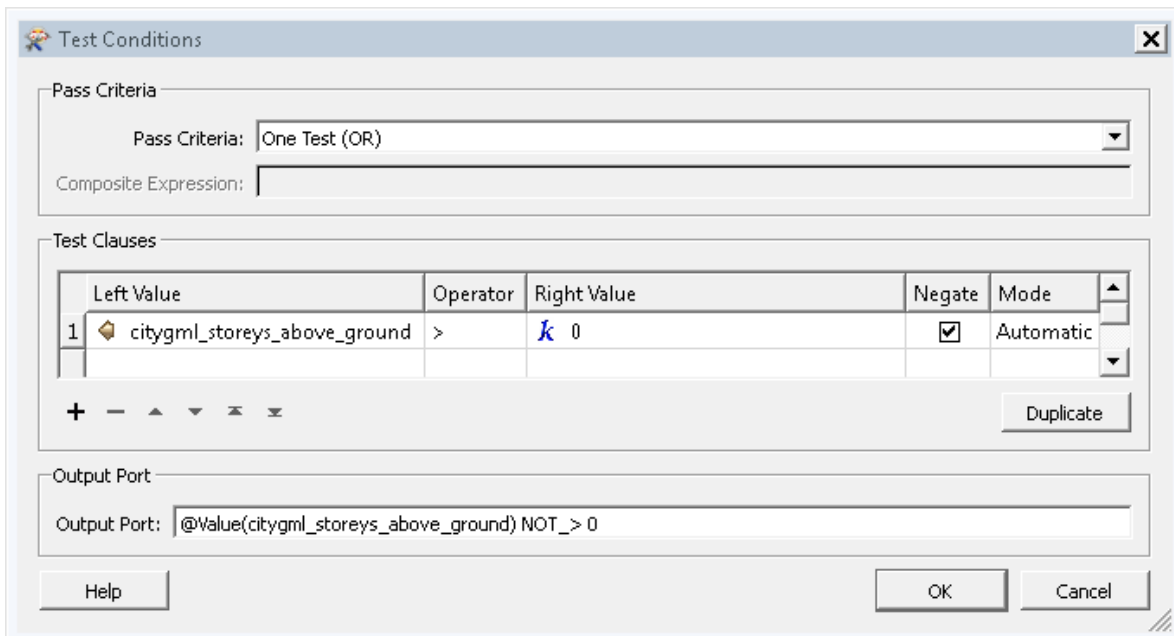 Test Conditions
Pass Criteria
Pass Criteria: One Test (OR)
Composite Expression:
Test Clauses
Left Value Operator Right Value Negate Mode
1 citygml_storeys_above_ground > k 0 Automatic
Duplicate
Output Port
Output Port: @Value(citygml_storeys_above_ground) NOT_> 0
Help OK Cancel